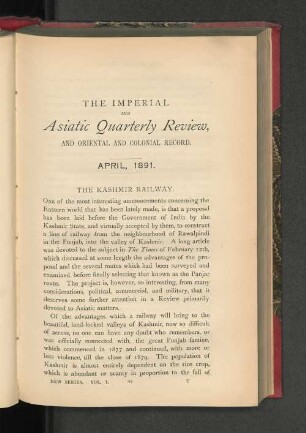 THE IMPERIAL
AND
Asiatic Quarterly Review,
AND ORIENTAL AND COLONIAL RECORD.
APRIL, 1891.
THE KASHMIR RAILWAY.
One of the most interesting announcements concerning the
Eastern world that has been lately made, is that a proposal
has been laid before the Government of India by the
Kashmir State, and virtually accepted by them, to construct
a line of railway from the neighbourhood of Rawalpindi
in the Punjab, into the valley of Kashmir. A long article
was devoted to the subject in The Times of February 12th,
which discussed at some length the advantages of the pro-
posal and the several routes which had been surveyed and
examined before finally selecting that known as the Punjar
route. The project is, however, so interesting, from many
considerations, political, commercial, and military, that it
deserves some further attention in a Review primarily
devoted to Asiatic matters.
Of the advantages which a railway will bring to the
beautiful, land-locked valleys of Kashmir, now so difficult
of access, no one can have any doubt who remembers, or
was officially connected with, the great Punjab famine,
which commenced in 1877 and continued, with more or
less violence, till the close of 1879. The population of
Kashmir is almost entirely dependent on the rice crop,
which is abundant or scanty in proportion to the fall of
NEW SERIES. VOL. I. T